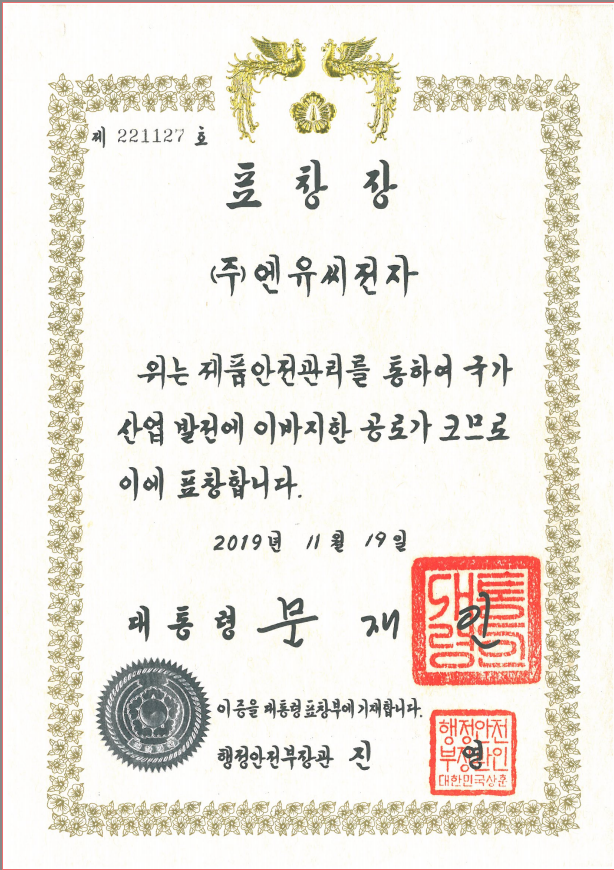 제 221127 호
표창장
(주)엔유씨전자
위는 제품안전관리를 통하여 국가
산업 발전에 이바지한 공로가 크므로
이에 표창합니다.
2019년 11월 19일
대통령 문재인
이 증을 대통령표창부에 기재합니다.
행정안전부장관 진영
대통령인
행정안전
부장관인
대한민국상훈